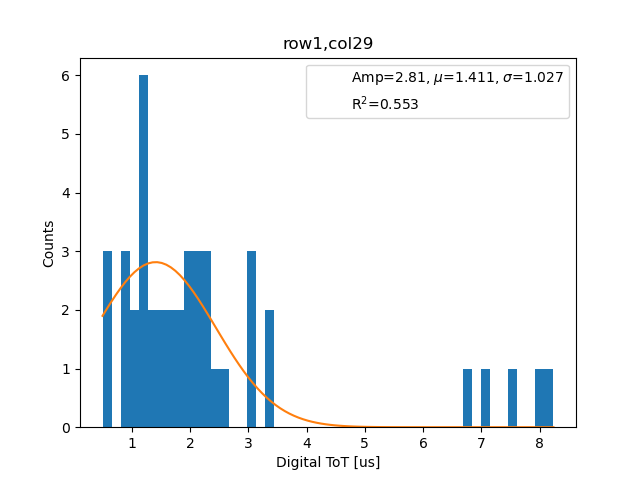 row1,col29
Amp=2.81, μ=1.411, σ=1.027
R²=0.553
Counts
6
5
4
3
2
1
0
1 2 3 4 5 6 7 8
Digital ToT [us]